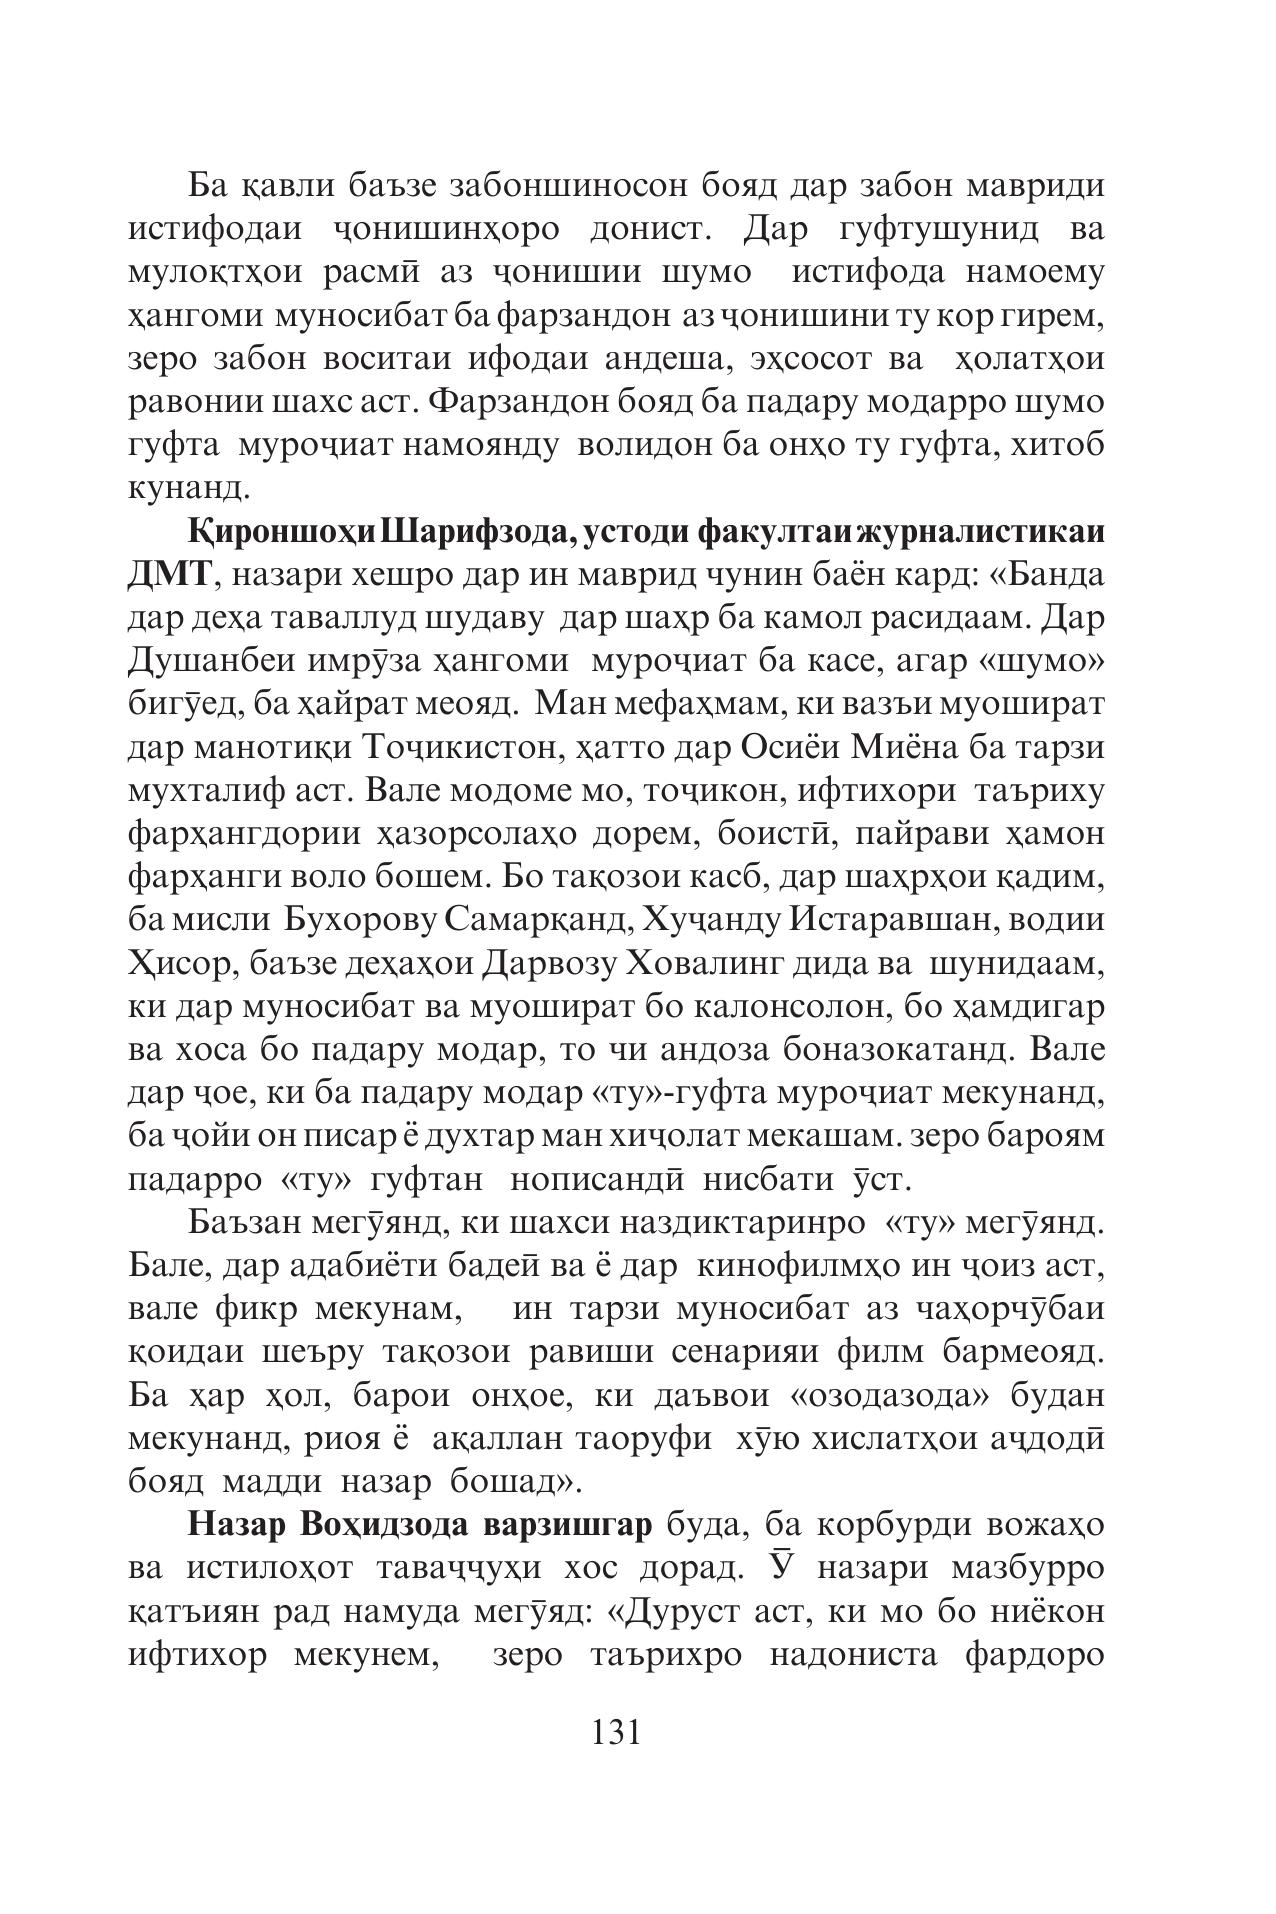 Ба қавли баъзе забоншиносон бояд дар забон мавриди
истифодаи ҷонишинҳоро донист. Дар гуфтушунид ва
мулоқтҳои расмӣ аз ҷонишии шумо истифода намоему
ҳангоми муносибат ба фарзандон аз ҷонишини ту кор гирем,
зеро забон воситаи ифодаи андеша, эҳсосот ва ҳолатҳои
равонии шахс аст. Фарзандон бояд ба падару модарро шумо
гуфта муроҷиат намоянду волидон ба онҳо ту гуфта, хитоб
кунанд.
Қироншоҳи Шарифзода, устоди факултаи журналистикаи
ДМТ, назари хешро дар ин маврид чунин баён кард: «Банда
дар деҳа таваллуд шудаву дар шаҳр ба камол расидаам. Дар
Душанбеи имрӯза ҳангоми муроҷиат ба касе, агар «шумо»
бигӯед, ба ҳайрат меояд. Ман мефаҳмам, ки вазъи муошират
дар манотиқи Тоҷикистон, ҳатто дар Осиёи Миёна ба тарзи
мухталиф аст. Вале модоме мо, тоҷикон, ифтихори таъриху
фарҳангдории ҳазорсолаҳо дорем, боистӣ, пайрави ҳамон
фарҳанги воло бошем. Бо тақозои касб, дар шаҳрҳои қадим,
ба мисли Бухорову Самарқанд, Хуҷанду Истаравшан, водии
Ҳисор, баъзе деҳаҳои Дарвозу Ховалинг дида ва шунидаам,
ки дар муносибат ва муошират бо калонсолон, бо ҳамдигар
ва хоса бо падару модар, то чи андоза боназокатанд. Вале
дар ҷое, ки ба падару модар «ту»-гуфта муроҷиат мекунанд,
ба ҷойи он писар ё духтар ман хиҷолат мекашам. зеро бароям
падарро «ту» гуфтан нописандӣ нисбати ӯст.
Баъзан мегӯянд, ки шахси наздиктаринро «ту» мегӯянд.
Бале, дар адабиёти бадеӣ ва ё дар кинофилмҳо ин ҷоиз аст,
вале фикр мекунам, ин тарзи муносибат аз чаҳорчӯбаи
қоидаи шеъру тақозои равиши сенарияи филм бармеояд.
Ба ҳар ҳол, барои онҳое, ки даъвои «озодазода» будан
мекунанд, риоя ё ақаллан таоруфи хӯю хислатҳои аҷдодӣ
бояд мадди назар бошад».
Назар Воҳидзода варзишгар буда, ба корбурди вожаҳо
ва истилоҳот таваҷҷуҳи хос дорад. Ӯ назари мазбурро
қатъиян рад намуда мегӯяд: «Дуруст аст, ки мо бо ниёкон
ифтихор мекунем, зеро таърихро надониста фардоро
131